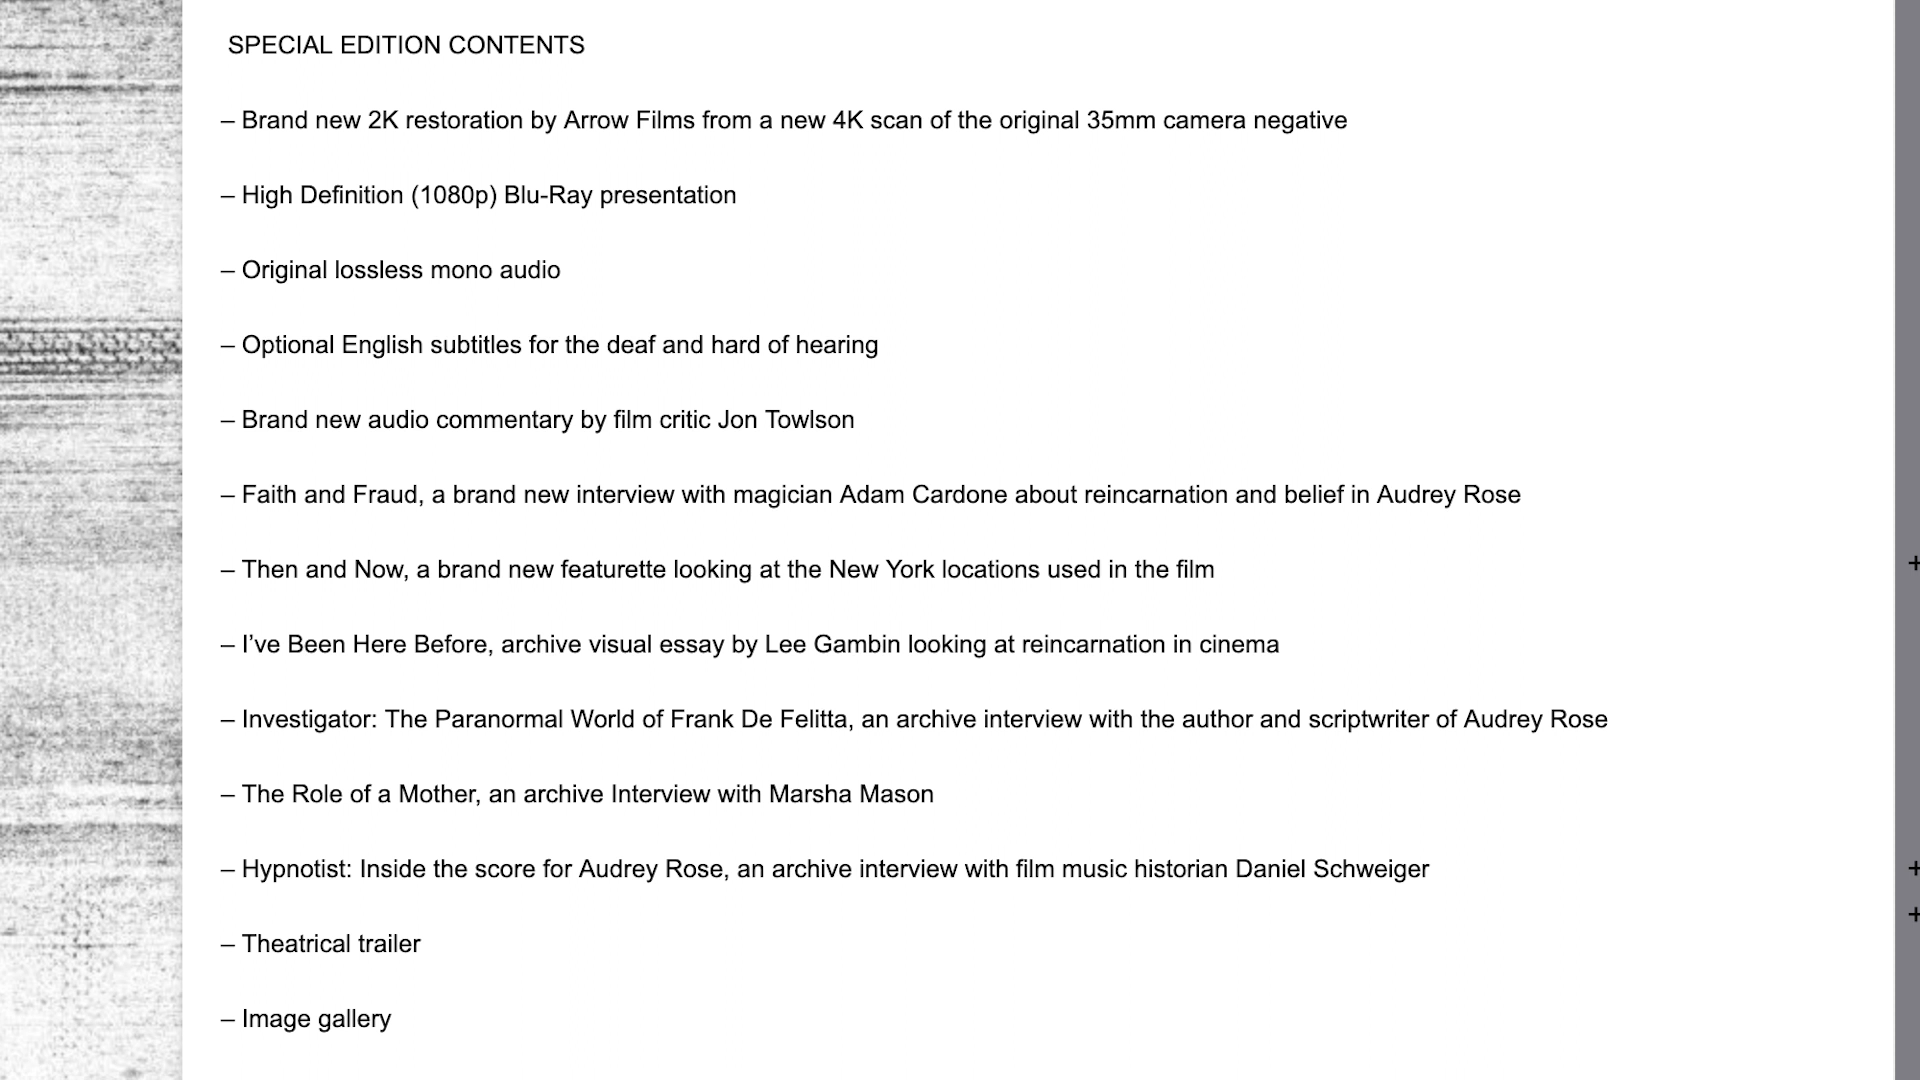 SPECIAL EDITION CONTENTS
– Brand new 2K restoration by Arrow Films from a new 4K scan of the original 35mm camera negative
– High Definition (1080p) Blu-Ray presentation
– Original lossless mono audio
– Optional English subtitles for the deaf and hard of hearing
– Brand new audio commentary by film critic Jon Towlson
– Faith and Fraud, a brand new interview with magician Adam Cardone about reincarnation and belief in Audrey Rose
– Then and Now, a brand new featurette looking at the New York locations used in the film
– I’ve Been Here Before, archive visual essay by Lee Gambin looking at reincarnation in cinema
– Investigator: The Paranormal World of Frank De Felitta, an archive interview with the author and scriptwriter of Audrey Rose
– The Role of a Mother, an archive Interview with Marsha Mason
– Hypnotist: Inside the score for Audrey Rose, an archive interview with film music historian Daniel Schweiger
– Theatrical trailer
– Image gallery